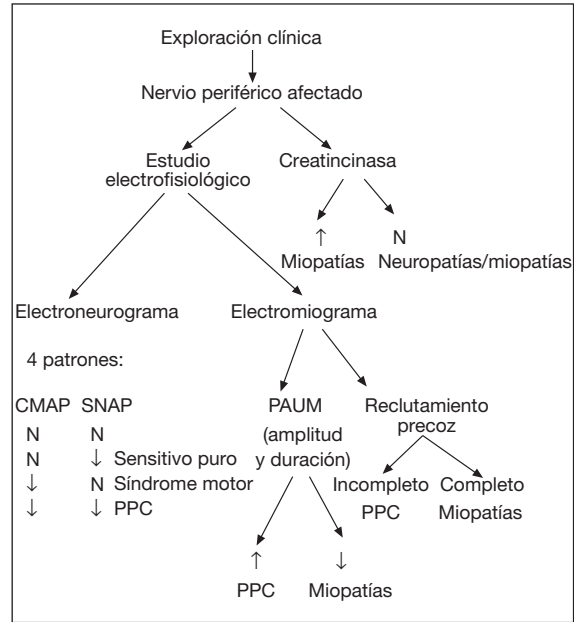 Exploración clínica
Nervio periférico afectado
Estudio
electrofisiológico
Creatincinasa
↑
Miopatías
N
Neuropatías/miopatías
Electroneurograma
Electromiograma
4 patrones:
CMAP SNAP
N N
N ↓ Sensitivo puro
↓ N Síndrome motor
↓ ↓ PPC
PAUM
(amplitud
y duración)
↑
PPC
↓
Miopatías
Reclutamiento
precoz
Incompleto
PPC
Completo
Miopatías